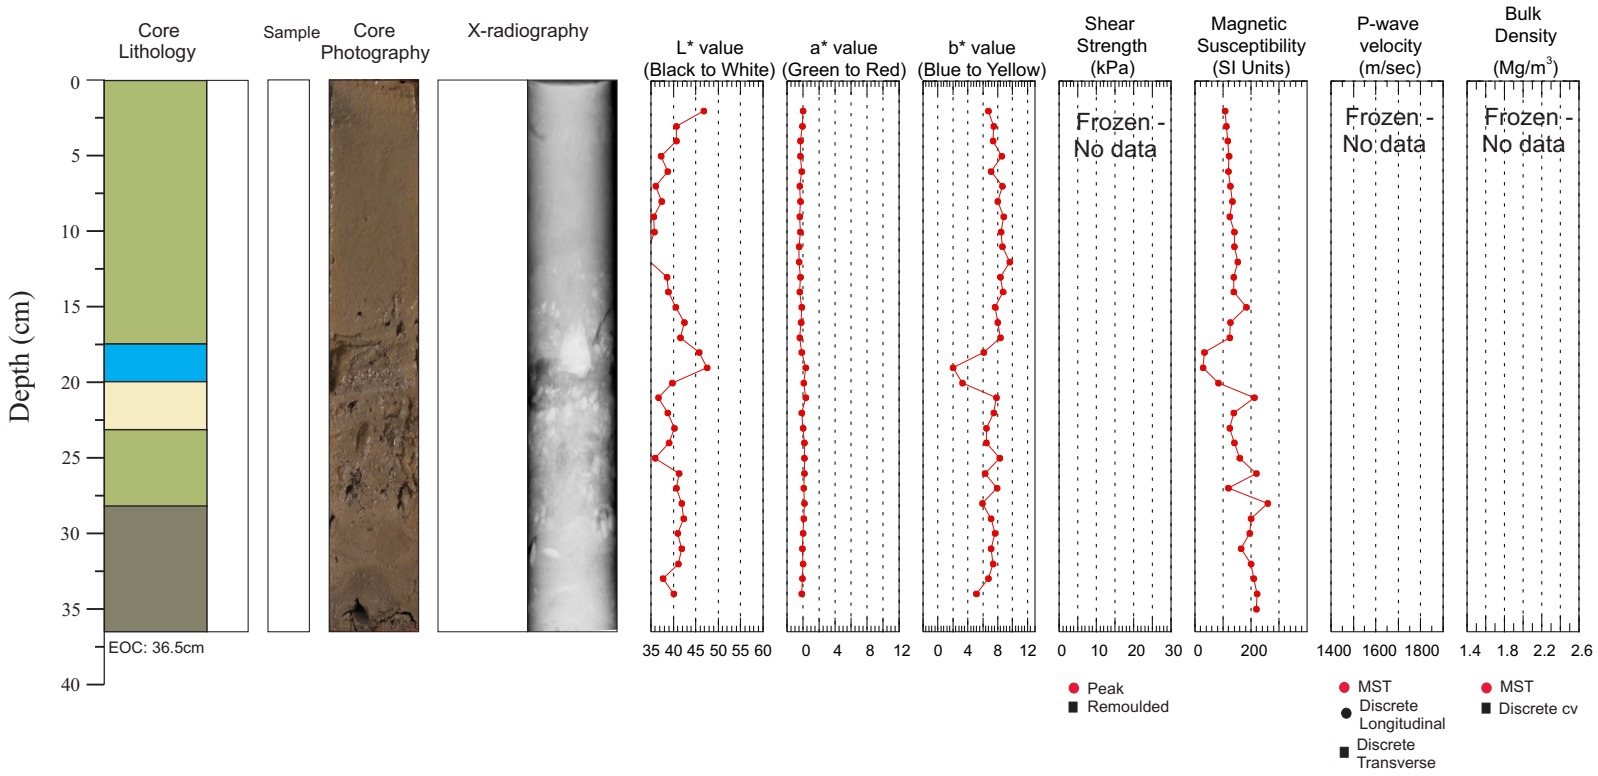 Core
Lithology
Sample
Core
Photography
X-radiography
L* value
(Black to White)
a* value
(Green to Red)
b* value
(Blue to Yellow)
Shear
Strength
(kPa)
Magnetic
Susceptibility
(SI Units)
P-wave
velocity
(m/sec)
Bulk
Density
(Mg/m³)
Depth (cm)
0
5
10
15
20
25
30
35
40
EOC: 36.5cm
Frozen -
No data
Frozen -
No data
Frozen -
No data
35 40 45 50 55 60
0 4 8 12
0 4 8 12
0 10 20 30
0 200
1400 1600 1800
1.4 1.8 2.2 2.6
Peak
Remoulded
MST
Discrete
Longitudinal
Discrete
Transverse
MST
Discrete cv